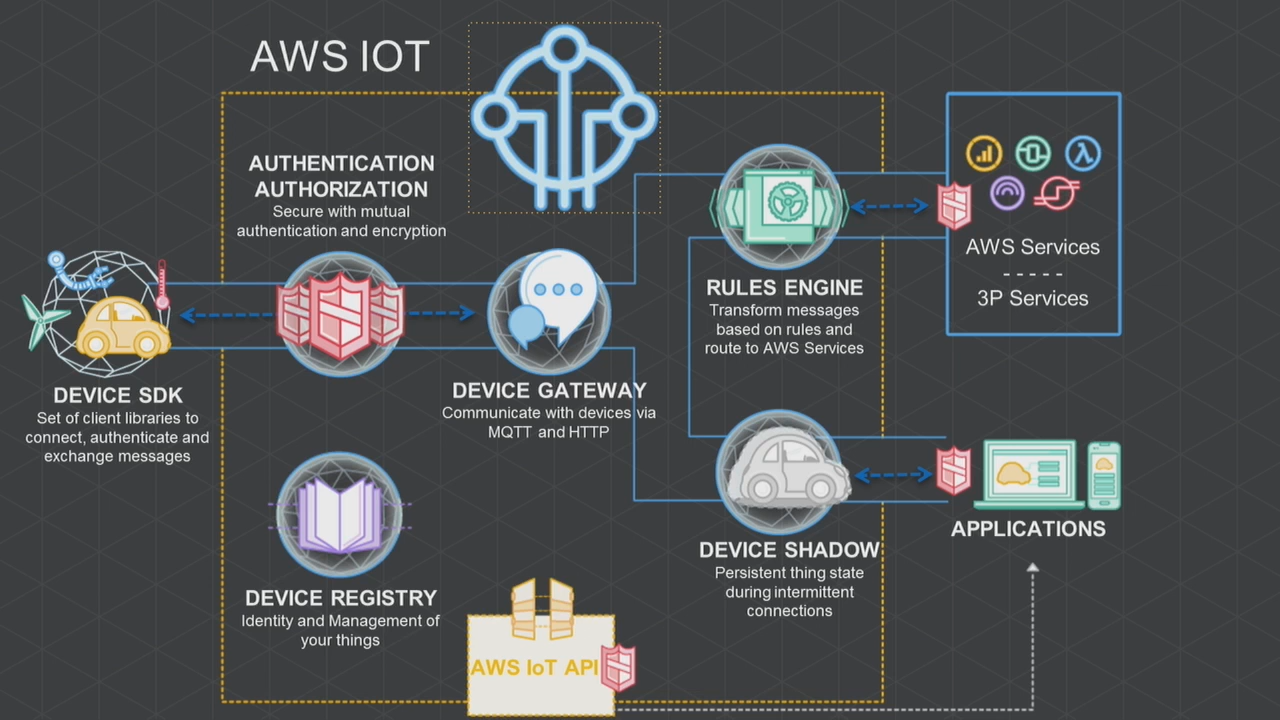 AWS IOT
AUTHENTICATION
AUTHORIZATION
Secure with mutual
authentication and encryption
DEVICE SDK
Set of client libraries to
connect, authenticate and
exchange messages
DEVICE GATEWAY
Communicate with devices via
MQTT and HTTP
RULES ENGINE
Transform messages
based on rules and
route to AWS Services
AWS Services
-----
3P Services
DEVICE REGISTRY
Identity and Management of
your things
DEVICE SHADOW
Persistent thing state
during intermittent
connections
APPLICATIONS
AWS IoT API